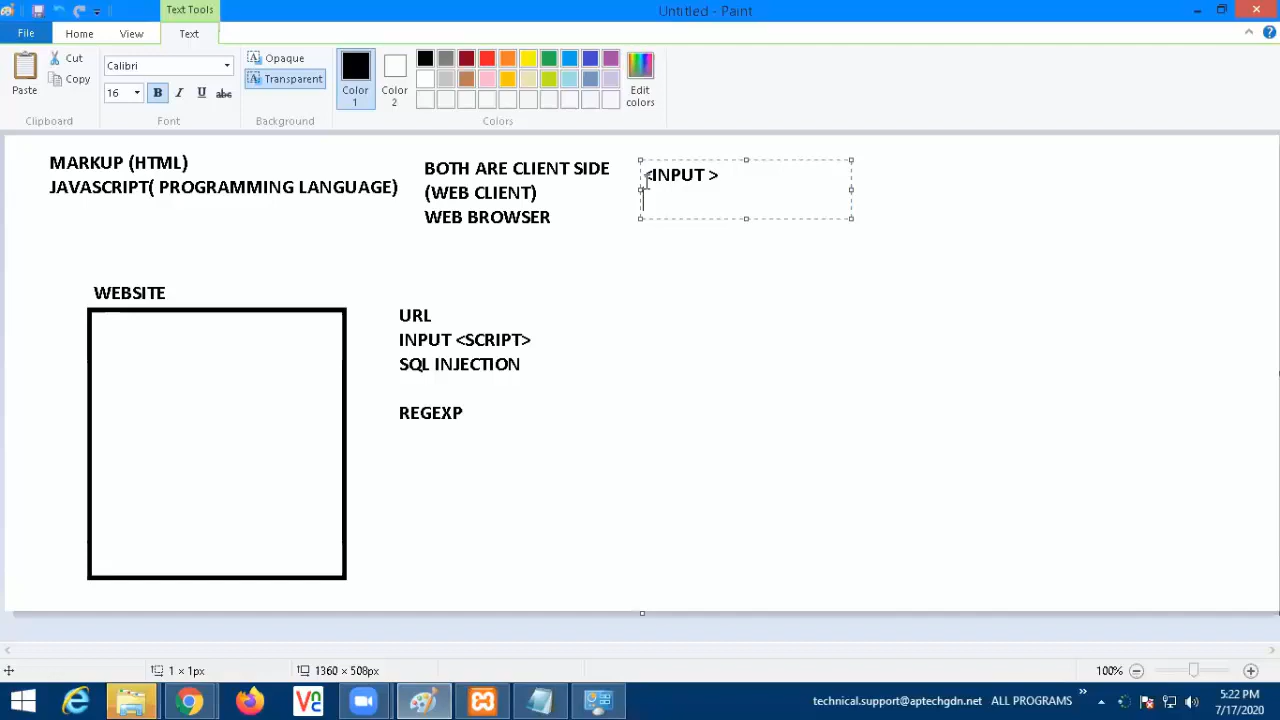 Text Tools
Untitled - Paint
File
Home
View
Text
Paste
Cut
Copy
Clipboard
Calibri
16
B I U abc
Font
Opaque
Transparent
Background
Color 1
Color 2
Edit colors
Colors
MARKUP (HTML)
JAVASCRIPT( PROGRAMMING LANGUAGE)
BOTH ARE CLIENT SIDE
(WEB CLIENT)
WEB BROWSER
<INPUT >
WEBSITE
URL
INPUT <SCRIPT>
SQL INJECTION
REGEXP
1 × 1px
1360 × 508px
100%
technical.support@aptechgdn.net
ALL PROGRAMS
5:22 PM
7/17/2020